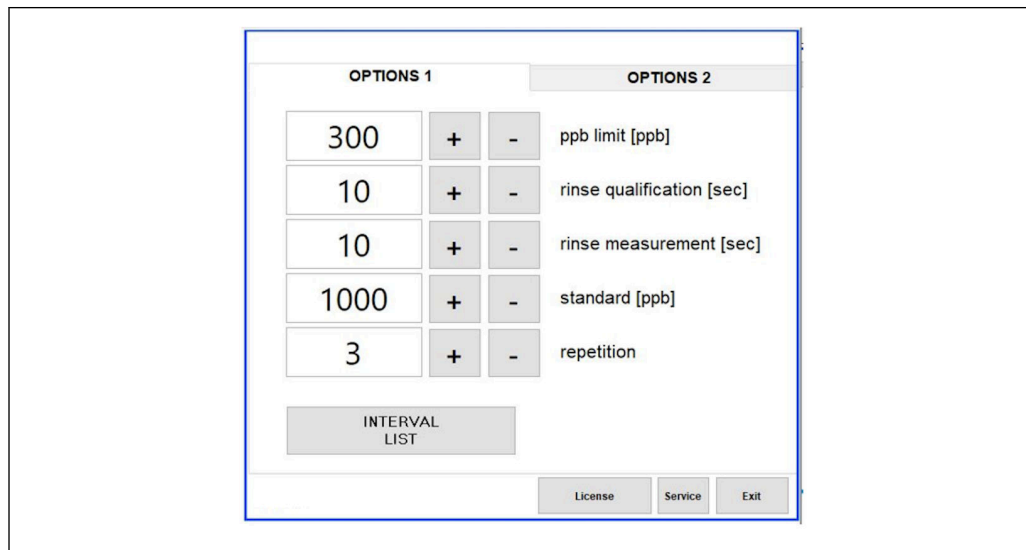 OPTIONS 1
OPTIONS 2
300 + - ppb limit [ppb]
10 + - rinse qualification [sec]
10 + - rinse measurement [sec]
1000 + - standard [ppb]
3 + - repetition
INTERVAL
LIST
License Service Exit